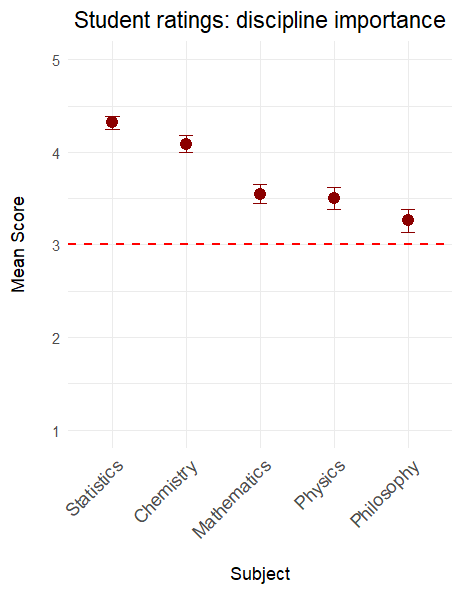 Student ratings: discipline importance
5
4
3
2
1
Mean Score
Statistics
Chemistry
Mathematics
Physics
Philosophy
Subject